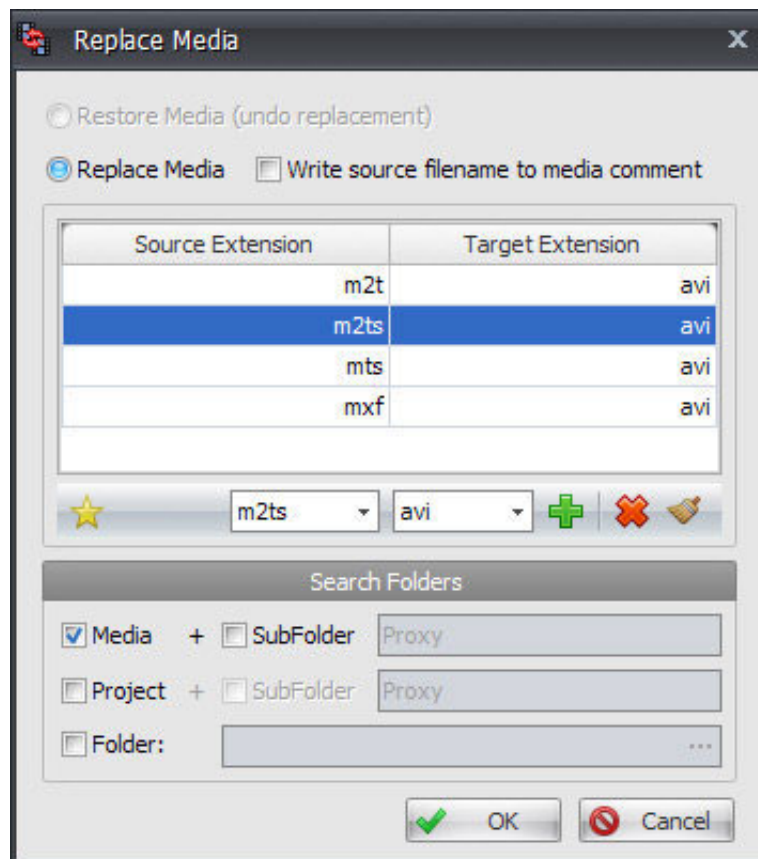 Replace Media
Restore Media (undo replacement)
Replace Media Write source filename to media comment
Source Extension Target Extension
m2t avi
m2ts avi
mts avi
mxf avi
m2ts avi
Search Folders
Media + SubFolder Proxy
Project + SubFolder Proxy
Folder: ...
OK Cancel